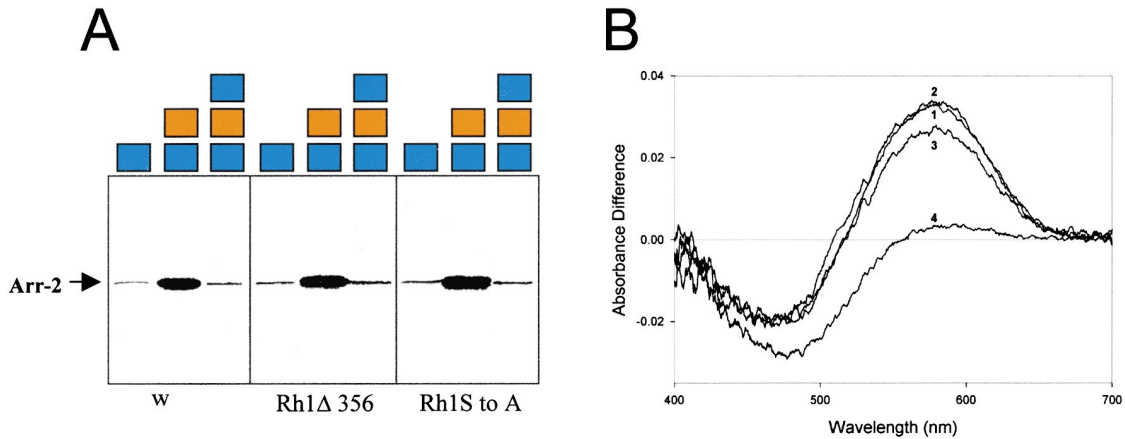 A
Arr-2
w
Rh1Δ 356
Rh1S to A
B
Absorbance Difference
0.04
0.02
0.00
-0.02
2
1
3
4
400
500
600
700
Wavelength (nm)